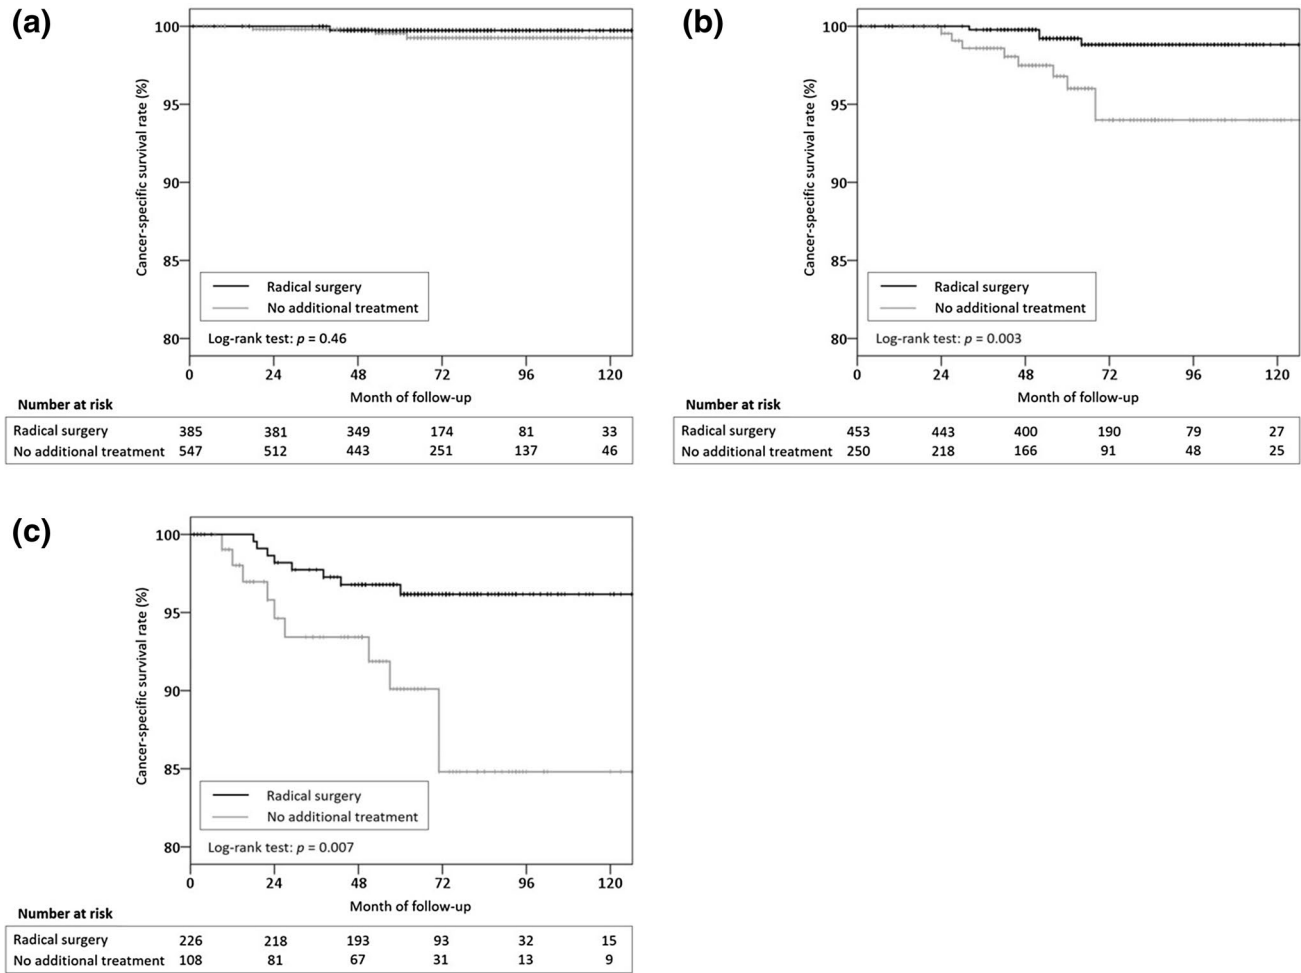 (a)
100
95
90
85
80
Cancer-specific survival rate (%)
Radical surgery
No additional treatment
Log-rank test: p = 0.46
0 24 48 72 96 120
Month of follow-up
Number at risk
Radical surgery 385 381 349 174 81 33
No additional treatment 547 512 443 251 137 46
(b)
100
95
90
85
80
Cancer-specific survival rate (%)
Radical surgery
No additional treatment
Log-rank test: p = 0.003
0 24 48 72 96 120
Month of follow-up
Number at risk
Radical surgery 453 443 400 190 79 27
No additional treatment 250 218 166 91 48 25
(c)
100
95
90
85
80
Cancer-specific survival rate (%)
Radical surgery
No additional treatment
Log-rank test: p = 0.007
0 24 48 72 96 120
Month of follow-up
Number at risk
Radical surgery 226 218 193 93 32 15
No additional treatment 108 81 67 31 13 9